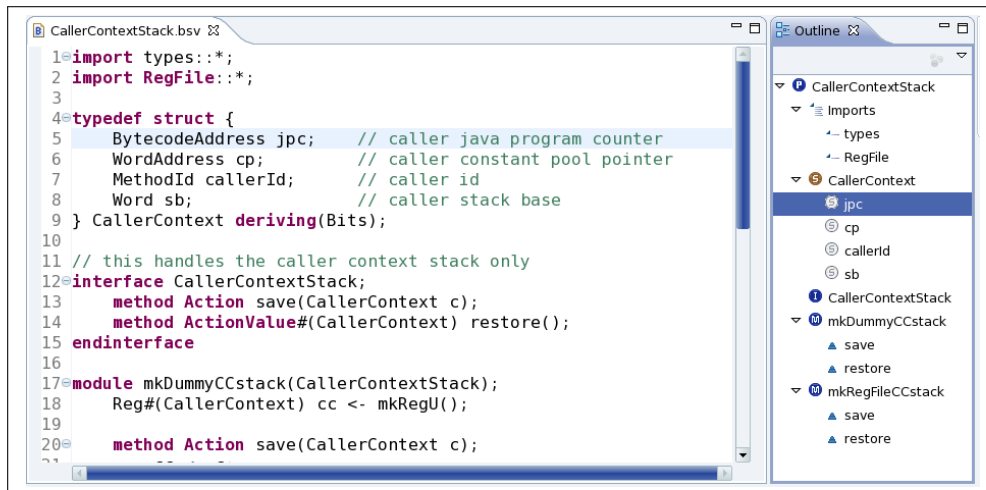 CallerContextStack.bsv
1 import types::*;
2 import RegFile::*;
3
4 typedef struct {
5     BytecodeAddress jpc;    // caller java program counter
6     WordAddress cp;         // caller constant pool pointer
7     MethodId callerId;      // caller id
8     Word sb;                // caller stack base
9 } CallerContext deriving(Bits);
10
11 // this handles the caller context stack only
12 interface CallerContextStack;
13     method Action save(CallerContext c);
14     method ActionValue#(CallerContext) restore();
15 endinterface
16
17 module mkDummyCCstack(CallerContextStack);
18     Reg#(CallerContext) cc <- mkRegU();
19
20     method Action save(CallerContext c);
Outline
CallerContextStack
Imports
types
RegFile
CallerContext
jpc
cp
callerId
sb
CallerContextStack
mkDummyCCstack
save
restore
mkRegFileCCstack
save
restore